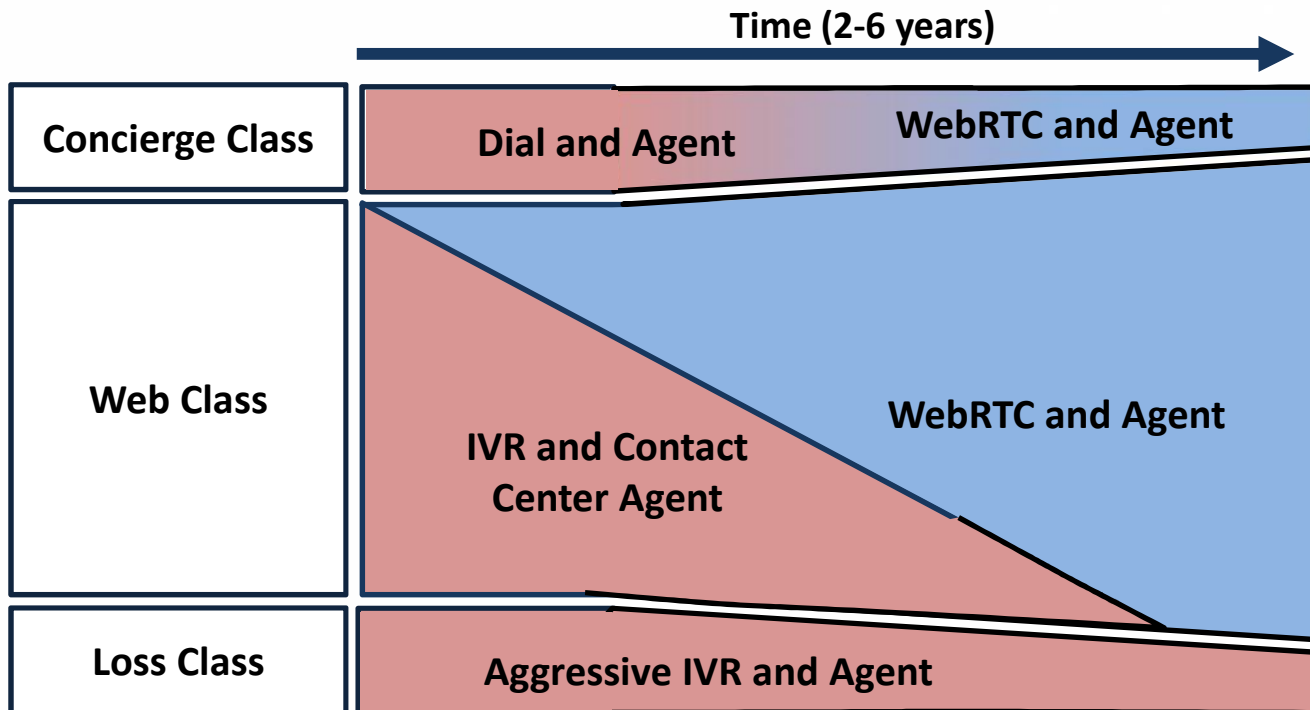 Time (2-6 years)
Concierge Class
Dial and Agent
WebRTC and Agent
Web Class
IVR and Contact
Center Agent
WebRTC and Agent
Loss Class
Aggressive IVR and Agent